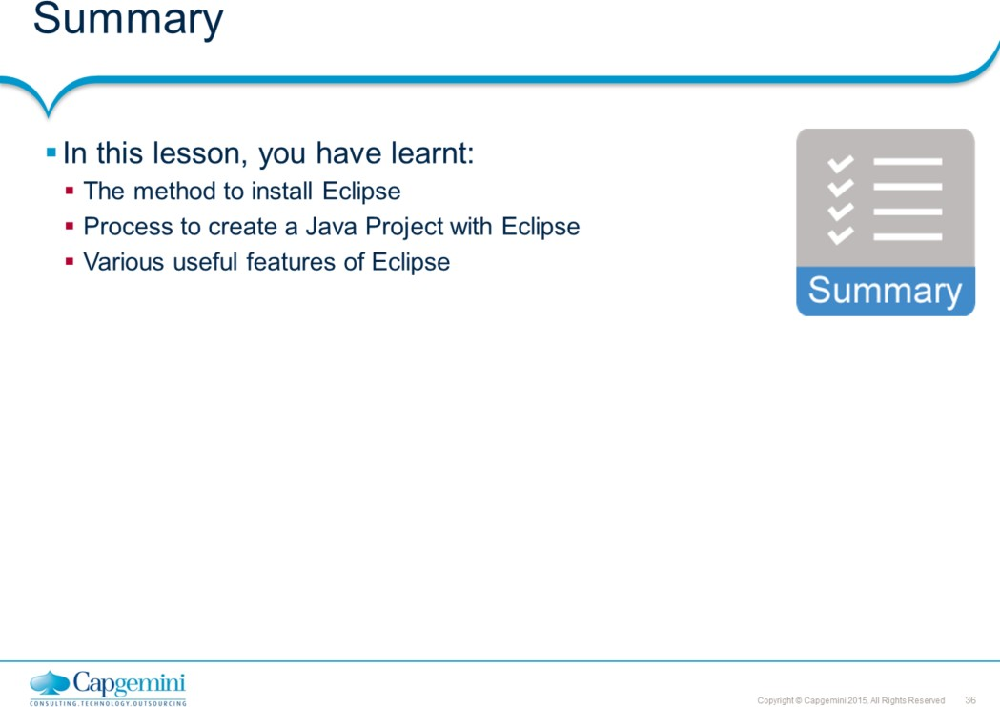 Summary
In this lesson, you have learnt:
The method to install Eclipse
Process to create a Java Project with Eclipse
Various useful features of Eclipse
Summary
Capgemini
CONSULTING.TECHNOLOGY.OUTSOURCING
Copyright © Capgemini 2015. All Rights Reserved 36